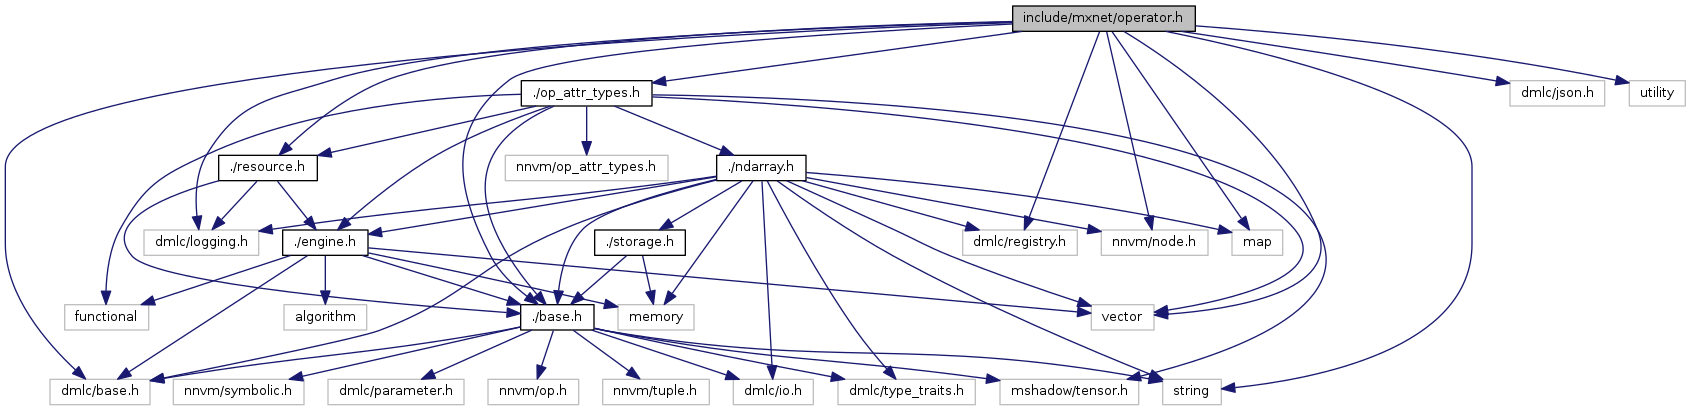 include/mxnet/operator.h
./op_attr_types.h
dmlc/json.h
utility
./resource.h
nnvm/op_attr_types.h
./ndarray.h
dmlc/logging.h
./engine.h
./storage.h
dmlc/registry.h
nnvm/node.h
map
functional
algorithm
./base.h
memory
vector
dmlc/base.h
nnvm/symbolic.h
dmlc/parameter.h
nnvm/op.h
nnvm/tuple.h
dmlc/io.h
dmlc/type_traits.h
mshadow/tensor.h
string